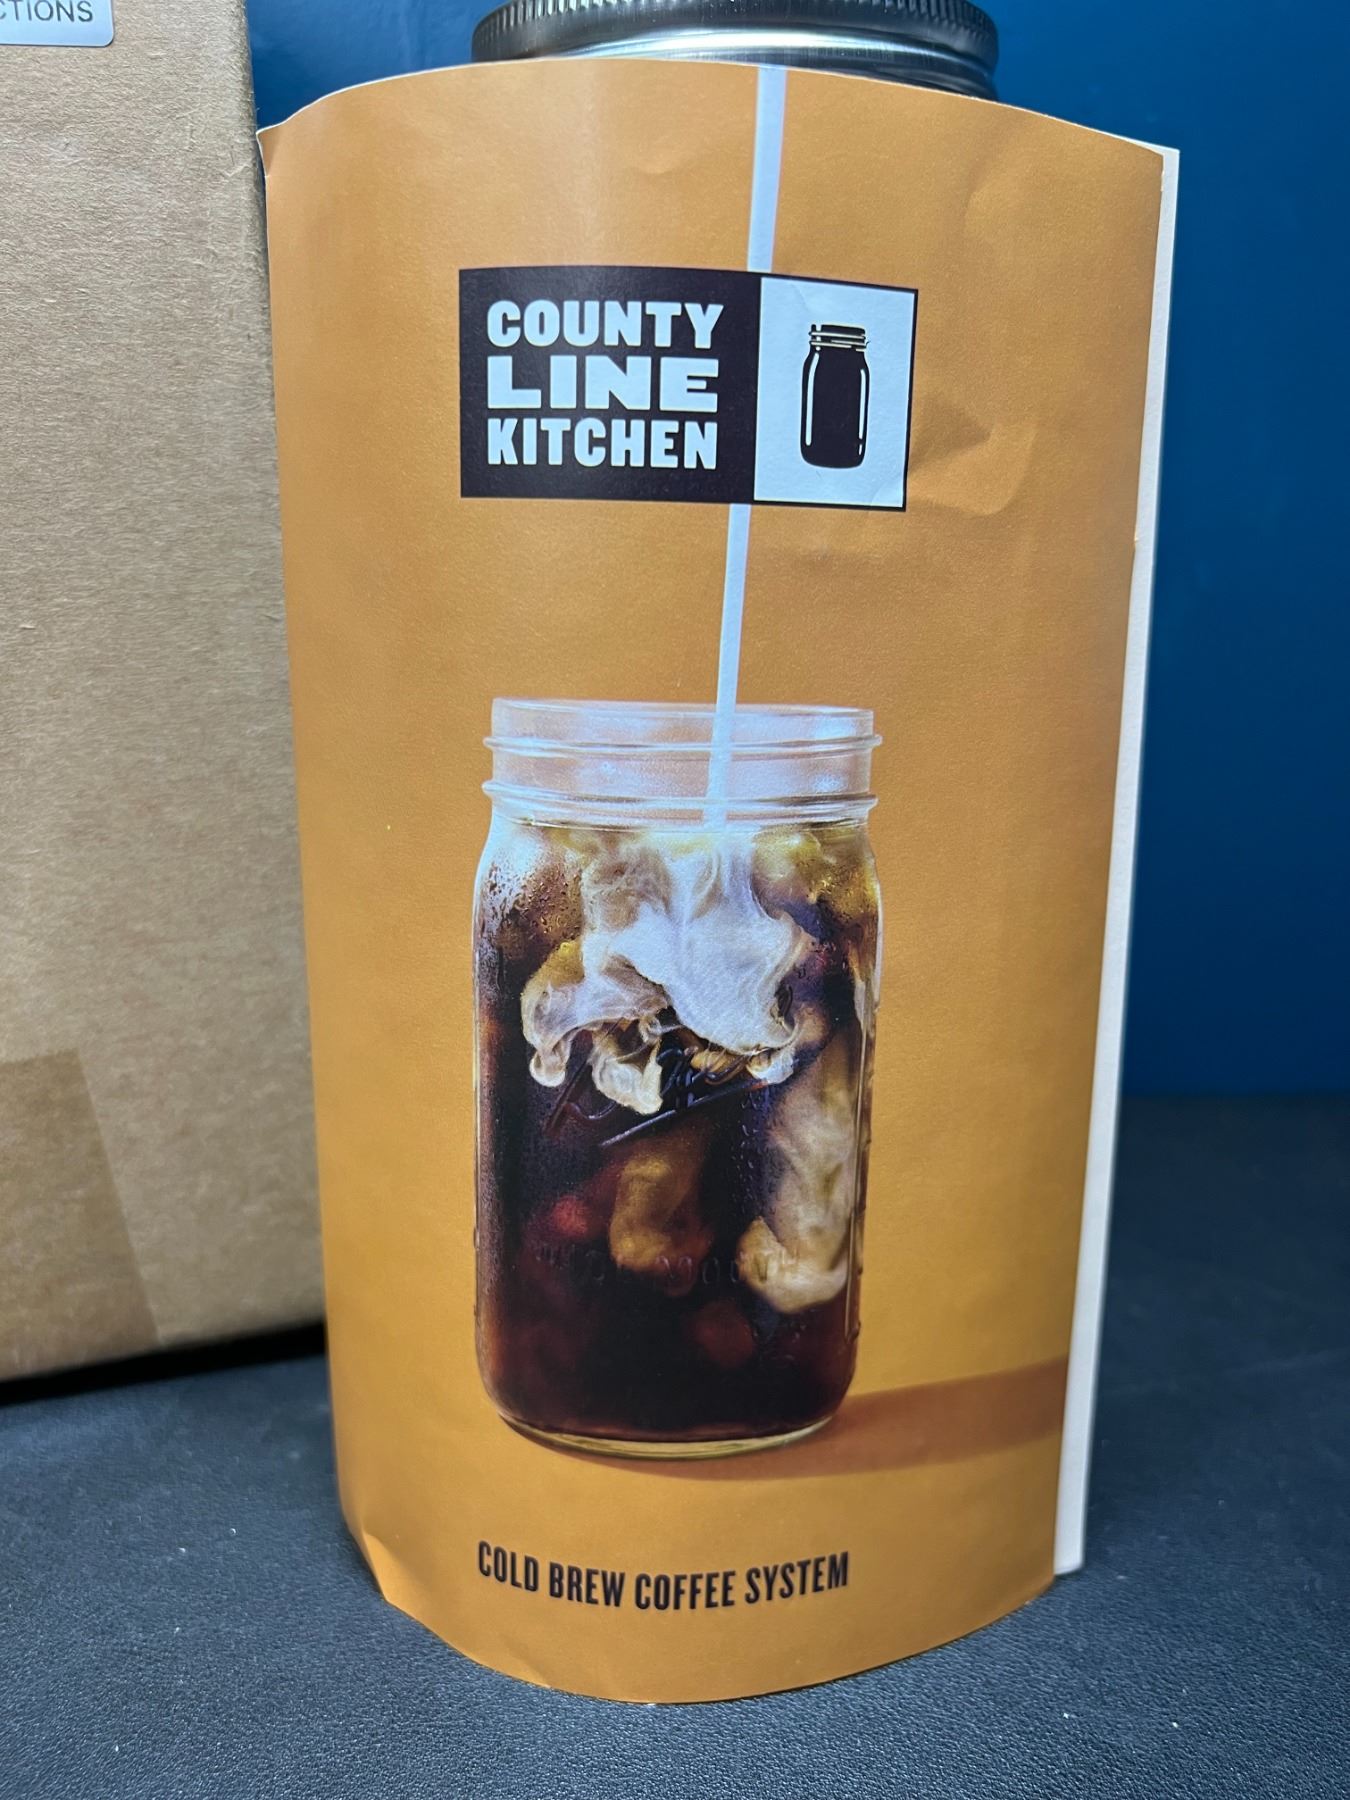 CTIONS
COUNTY
LINE
KITCHEN
COLD BREW COFFEE SYSTEM